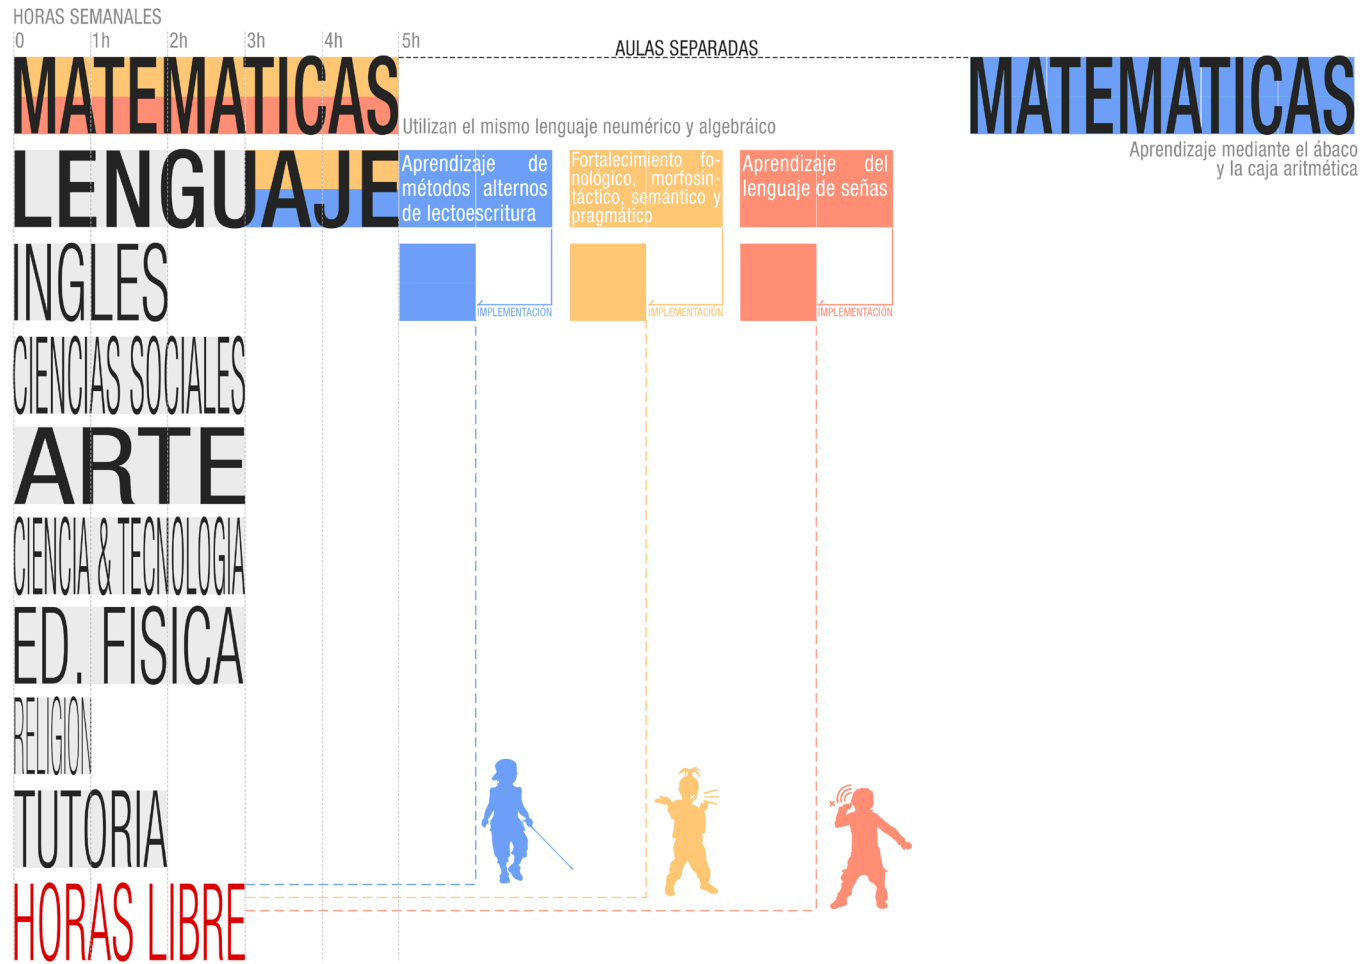 HORAS SEMANALES
0 1h 2h 3h 4h 5h
AULAS SEPARADAS
MATEMATICAS
MATEMATICAS
Utilizan el mismo lenguaje neumérico y algebráico
Aprendizaje mediante el ábaco
y la caja aritmética
LENGUAJE
Aprendizaje de
métodos alternos
de lectoescritura
Fortalecimiento fo-
nológico, morfosin-
táctico, semántico y
pragmático
Aprendizaje del
lenguaje de señas
INGLES
IMPLEMENTACIÓN
IMPLEMENTACIÓN
IMPLEMENTACIÓN
CIENCIAS SOCIALES
ARTE
CIENCIA & TECNOLOGIA
ED. FISICA
RELIGION
TUTORIA
HORAS LIBRE